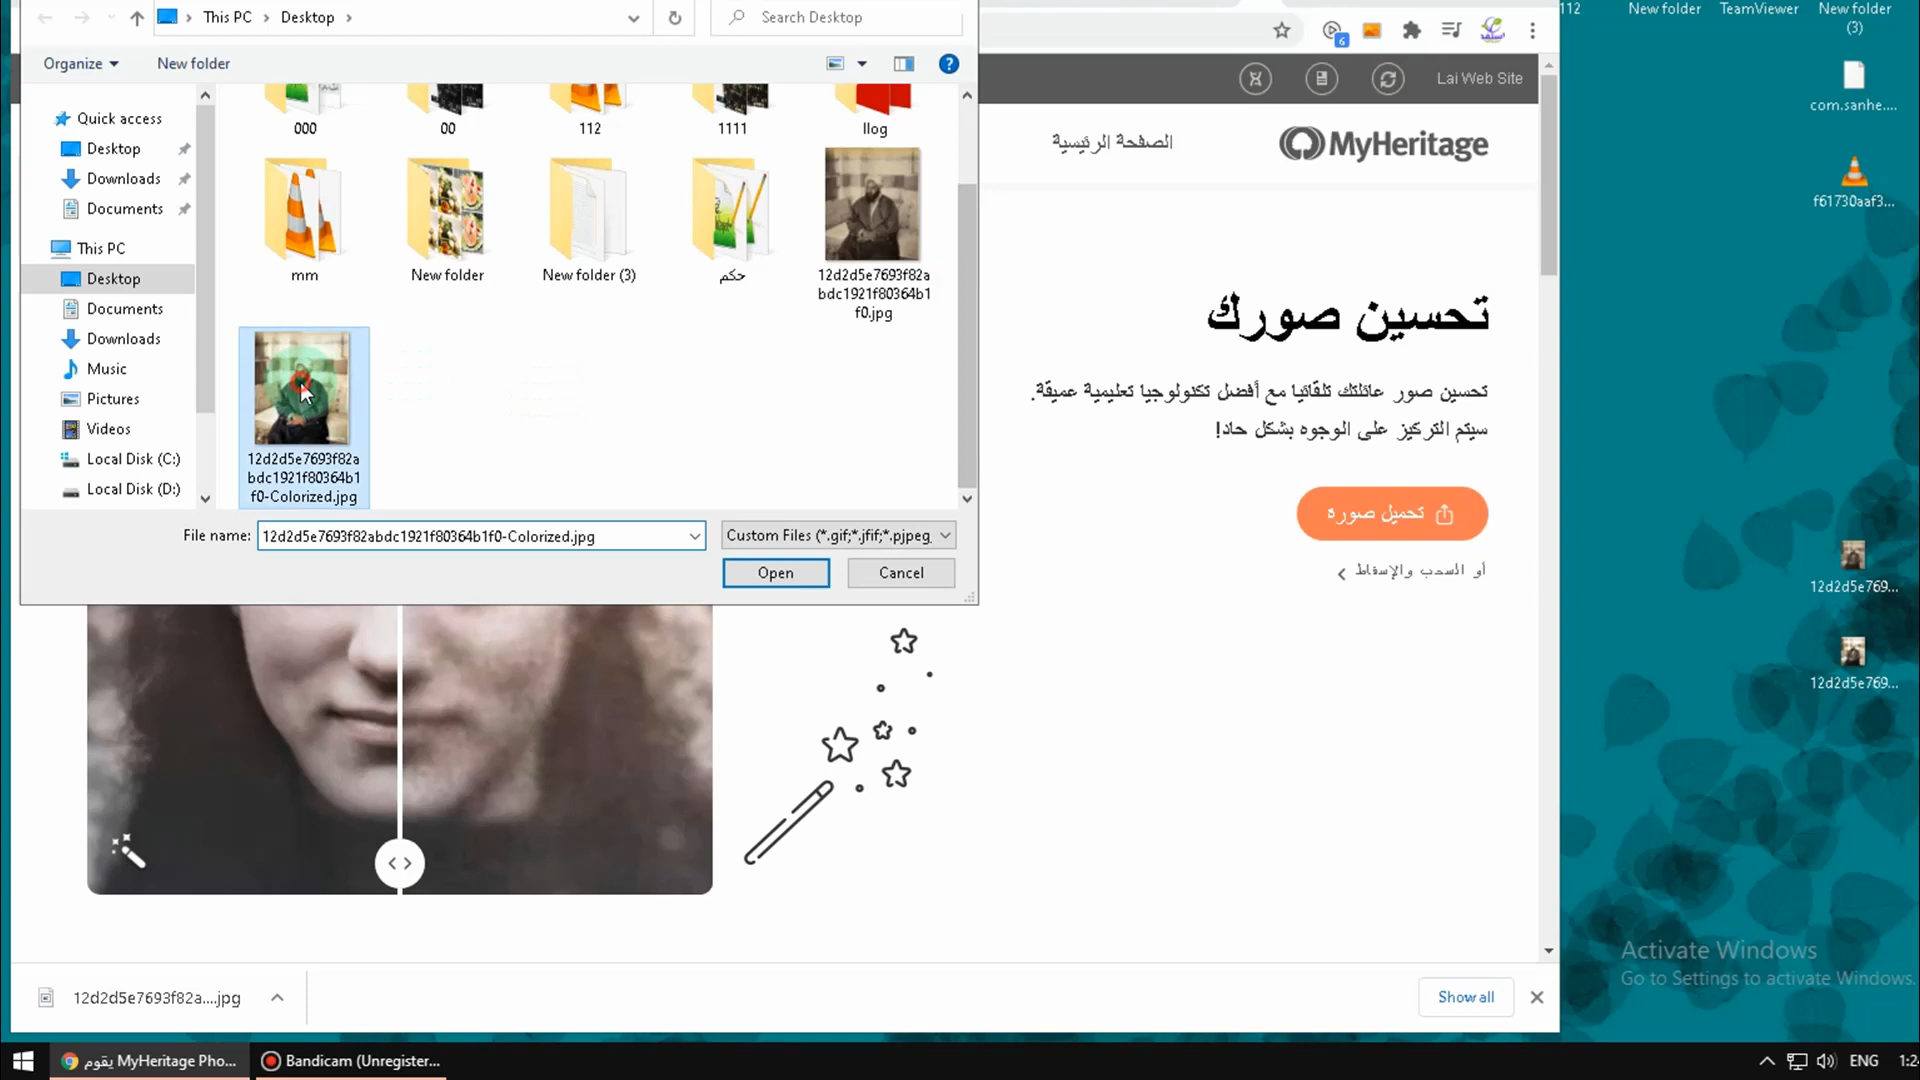 This PC
Desktop
Search Desktop
Organize
New folder
Quick access
Desktop
Downloads
Documents
This PC
Desktop
Documents
Downloads
Music
Pictures
Videos
Local Disk (C:)
Local Disk (D:)
000
00
112
1111
llog
mm
New folder
New folder (3)
حكم
12d2d5e7693f82a
bdc1921f80364b1
f0.jpg
12d2d5e7693f82a
bdc1921f80364b1
f0-Colorized.jpg
File name:
12d2d5e7693f82abdc1921f80364b1f0-Colorized.jpg
Custom Files (*.gif;*.jfif;*.pjpeg,
Open
Cancel
6
Lai Web Site
الصفحة الرئيسية
MyHeritage
تحسين صورك
تحسين صور عائلتك تلقائيا مع أفضل تكنولوجيا تعليمية عميقة.
سيتم التركيز على الوجوه بشكل حاد!
تحميل صورة
أو السحب والإسقاط
112
New folder
TeamViewer
New folder
(3)
com.sanhe....
f61730aaf3...
12d2d5e769...
12d2d5e769...
Activate Windows
Go to Settings to activate Windows.
12d2d5e7693f82a....jpg
Show all
يقوم MyHeritage Pho...
Bandicam (Unregister...
ENG